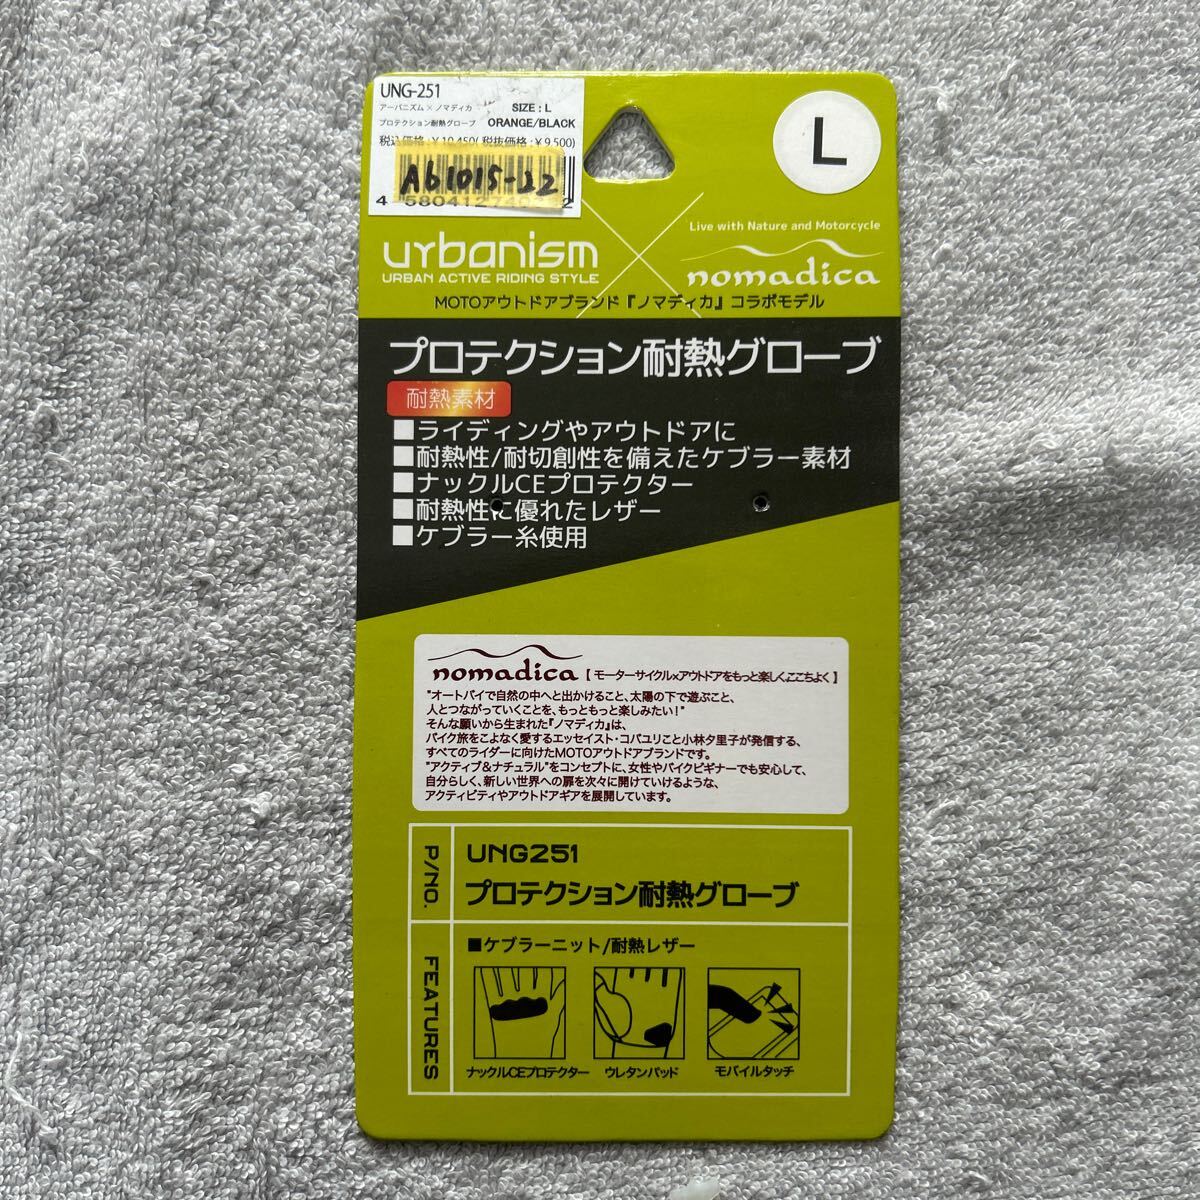 UNG-251
アーバニズム×ノマディカ SIZE : L
プロテクション耐熱グローブ ORANGE/BLACK
税込価格:￥10,450( 税抜価格:￥9,500)
Ab1015-22
L
urbanism
URBAN ACTIVE RIDING STYLE
Live with Nature and Motorcycle
nomadica
MOTOアウトドアブランド『ノマディカ』コラボモデル
プロテクション耐熱グローブ
耐熱素材
■ライディングやアウトドアに
■耐熱性/耐切創性を備えたケブラー素材
■ナックルCEプロテクター
■耐熱性に優れたレザー
■ケブラー糸使用
nomadica【 モーターサイクル×アウトドアをもっと楽しく、ここちよく 】
"オートバイで自然の中へと出かけること、太陽の下で遊ぶこと、
人とつながっていくことを、もっともっと楽しみたい！"
そんな願いから生まれた『ノマディカ』は、
バイク旅をこよなく愛するエッセイスト・コバユリこと小林夕里子が発信する、
すべてのライダーに向けたMOTOアウトドアブランドです。
"アクティブ&ナチュラル"をコンセプトに、女性やバイクビギナーでも安心して、
自分らしく、新しい世界への扉を次々に開けていけるような、
アクティビティやアウトドアギアを展開しています。
P/NO.
UNG251
プロテクション耐熱グローブ
FEATURES
■ケブラーニット/耐熱レザー
ナックルCEプロテクター ウレタンパッド モバイルタッチ